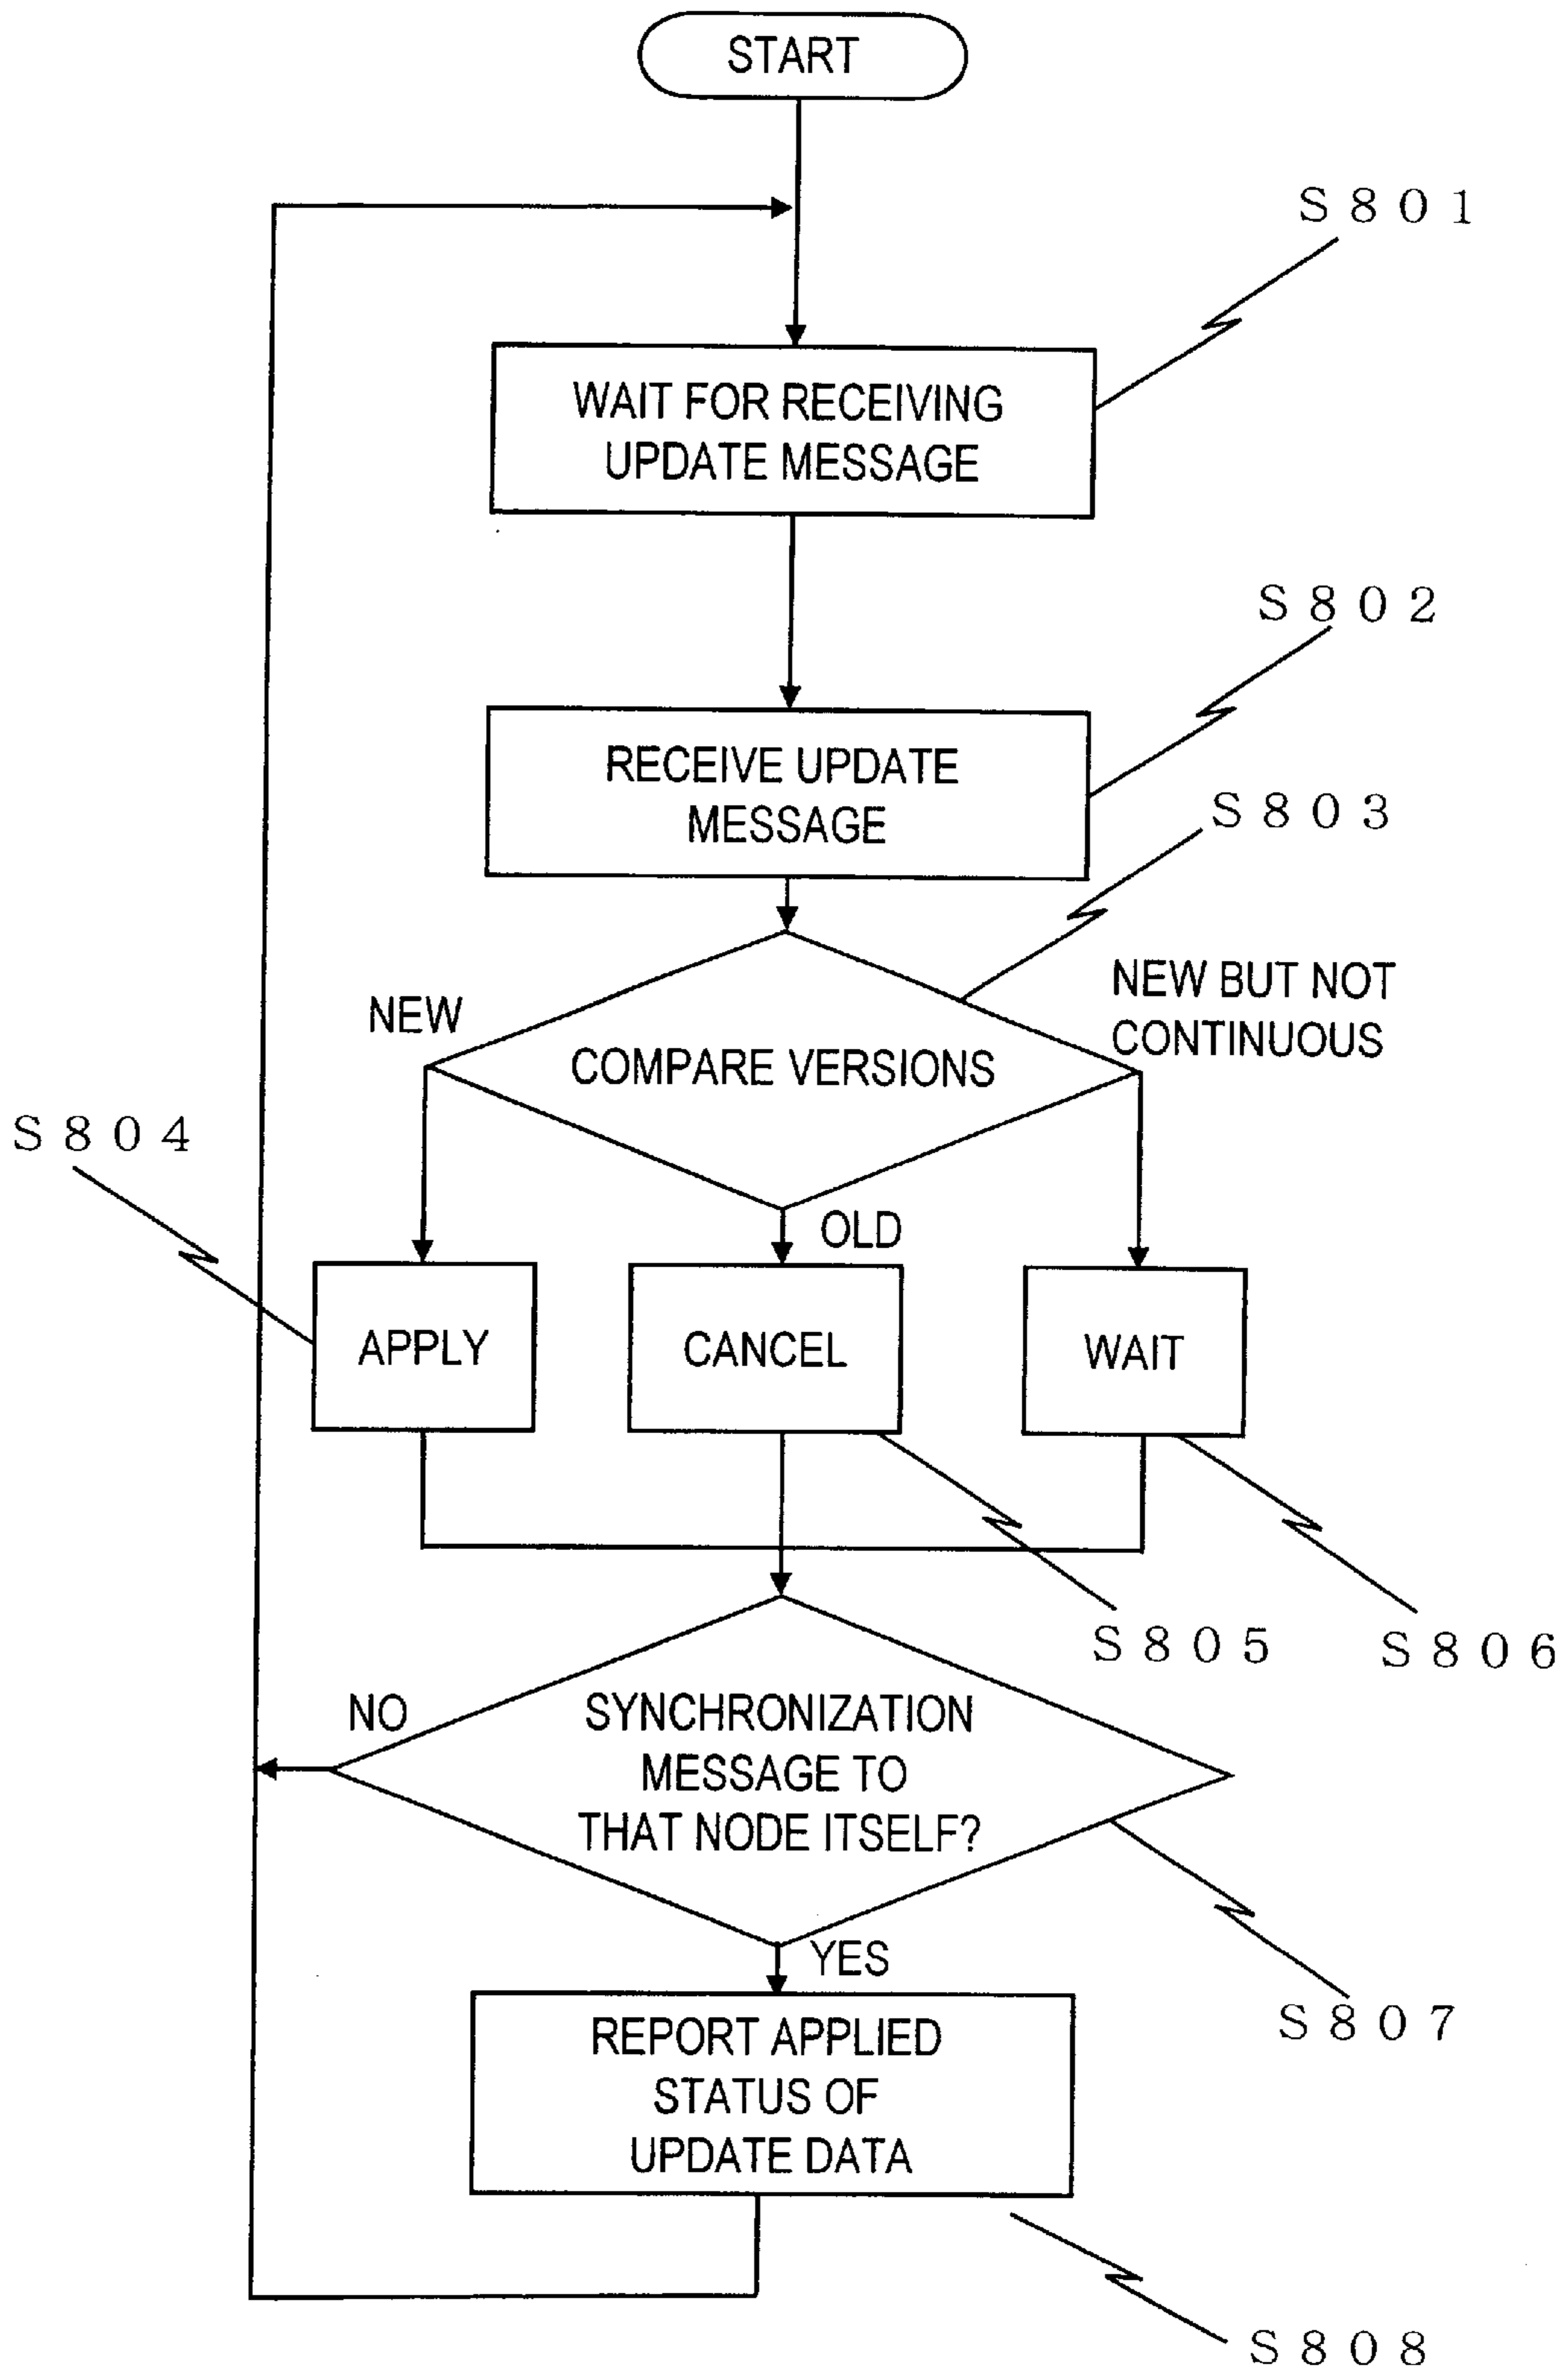 START
S801
WAIT FOR RECEIVING
UPDATE MESSAGE
S802
RECEIVE UPDATE
MESSAGE
S803
NEW
NEW BUT NOT
CONTINUOUS
COMPARE VERSIONS
S804
OLD
APPLY
CANCEL
WAIT
S805
S806
NO
SYNCHRONIZATION
MESSAGE TO
THAT NODE ITSELF?
YES
S807
REPORT APPLIED
STATUS OF
UPDATE DATA
S808